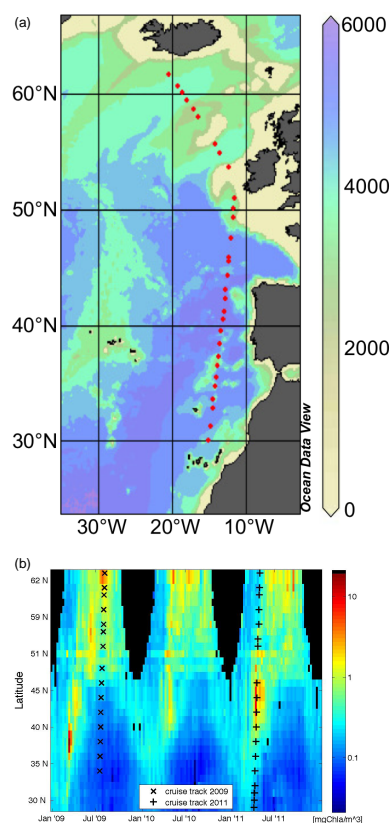 (a)
60°N
50°N
40°N
30°N
30°W 20°W 10°W
6000
4000
2000
0
Ocean Data View
(b)
Latitude
62 N
59 N
55 N
51 N
45 N
40 N
35 N
30 N
Jan '09 Jul '09 Jan '10 Jul '10 Jan '11 Jul '11
× cruise track 2009
+ cruise track 2011
10
1
0.1
[mgChla/m^3]